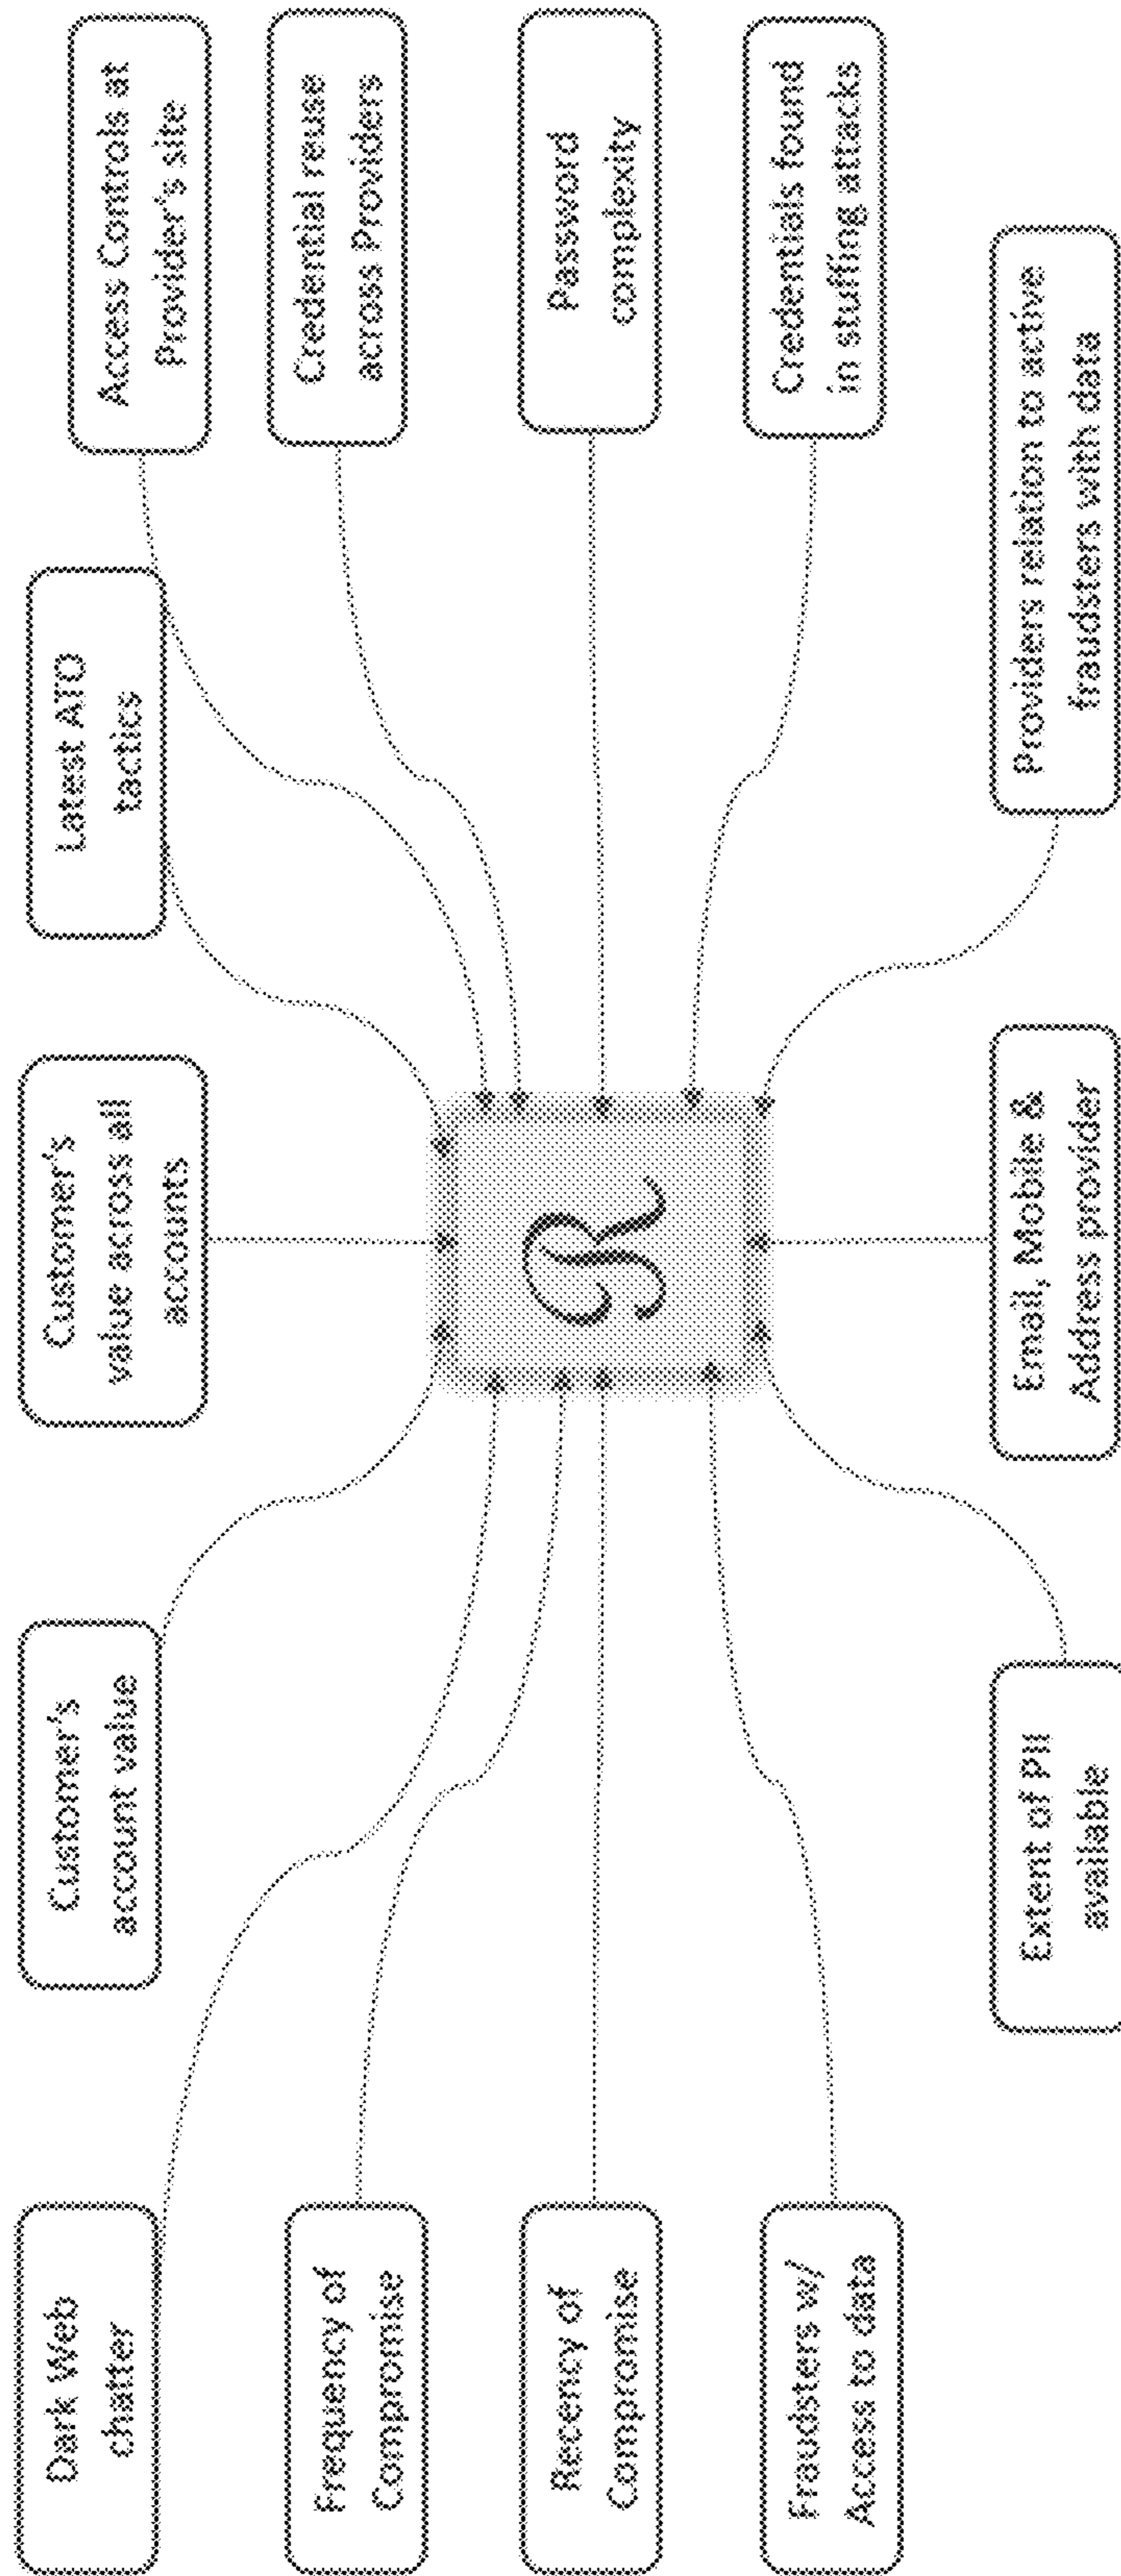 Dark Web
chatter
Customer's
account value
Customer's
value across all
accounts
Latest ATO
tactics
Access Controls at
Provider's site
Frequency of
Compromise
Credential reuse
across Providers
Recency of
Compromise
ℛ
Password
complexity
Fraudsters w/
Access to data
Credentials found
in stuffing attacks
Extent of PII
available
Email, Mobile &
Address provider
Providers relation to active
fraudsters with data